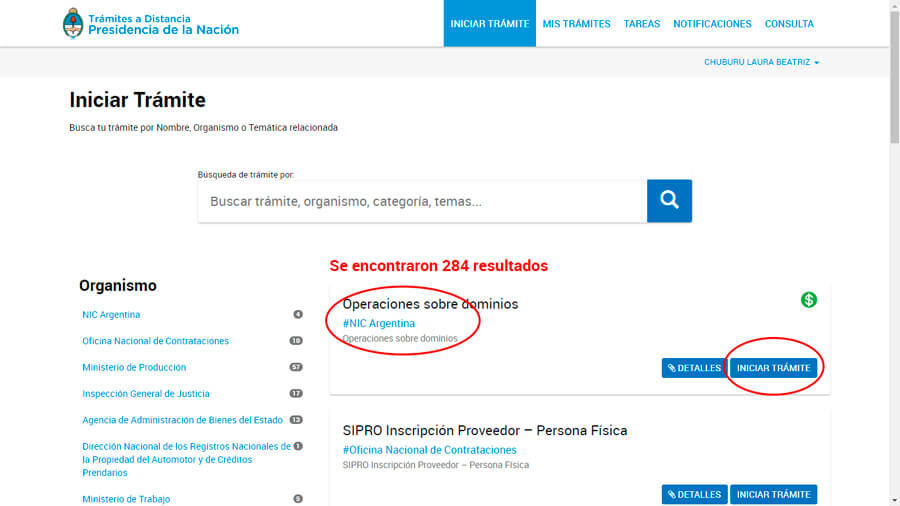 Trámites a Distancia
Presidencia de la Nación
INICIAR TRÁMITE
MIS TRÁMITES
TAREAS
NOTIFICACIONES
CONSULTA
CHUBURU LAURA BEATRIZ
Iniciar Trámite
Busca tu trámite por Nombre, Organismo o Temática relacionada
Búsqueda de trámite por:
Buscar trámite, organismo, categoría, temas...
Se encontraron 284 resultados
Organismo
NIC Argentina 4
Oficina Nacional de Contrataciones 10
Ministerio de Producción 57
Inspección General de Justicia 17
Agencia de Administración de Bienes del Estado 13
Dirección Nacional de los Registros Nacionales de 1
la Propiedad del Automotor y de Créditos
Prendarios
Ministerio de Trabajo 5
Operaciones sobre dominios
$
#NIC Argentina
Operaciones sobre dominios
DETALLES
INICIAR TRÁMITE
SIPRO Inscripción Proveedor – Persona Física
#Oficina Nacional de Contrataciones
SIPRO Inscripción Proveedor – Persona Física
DETALLES
INICIAR TRÁMITE